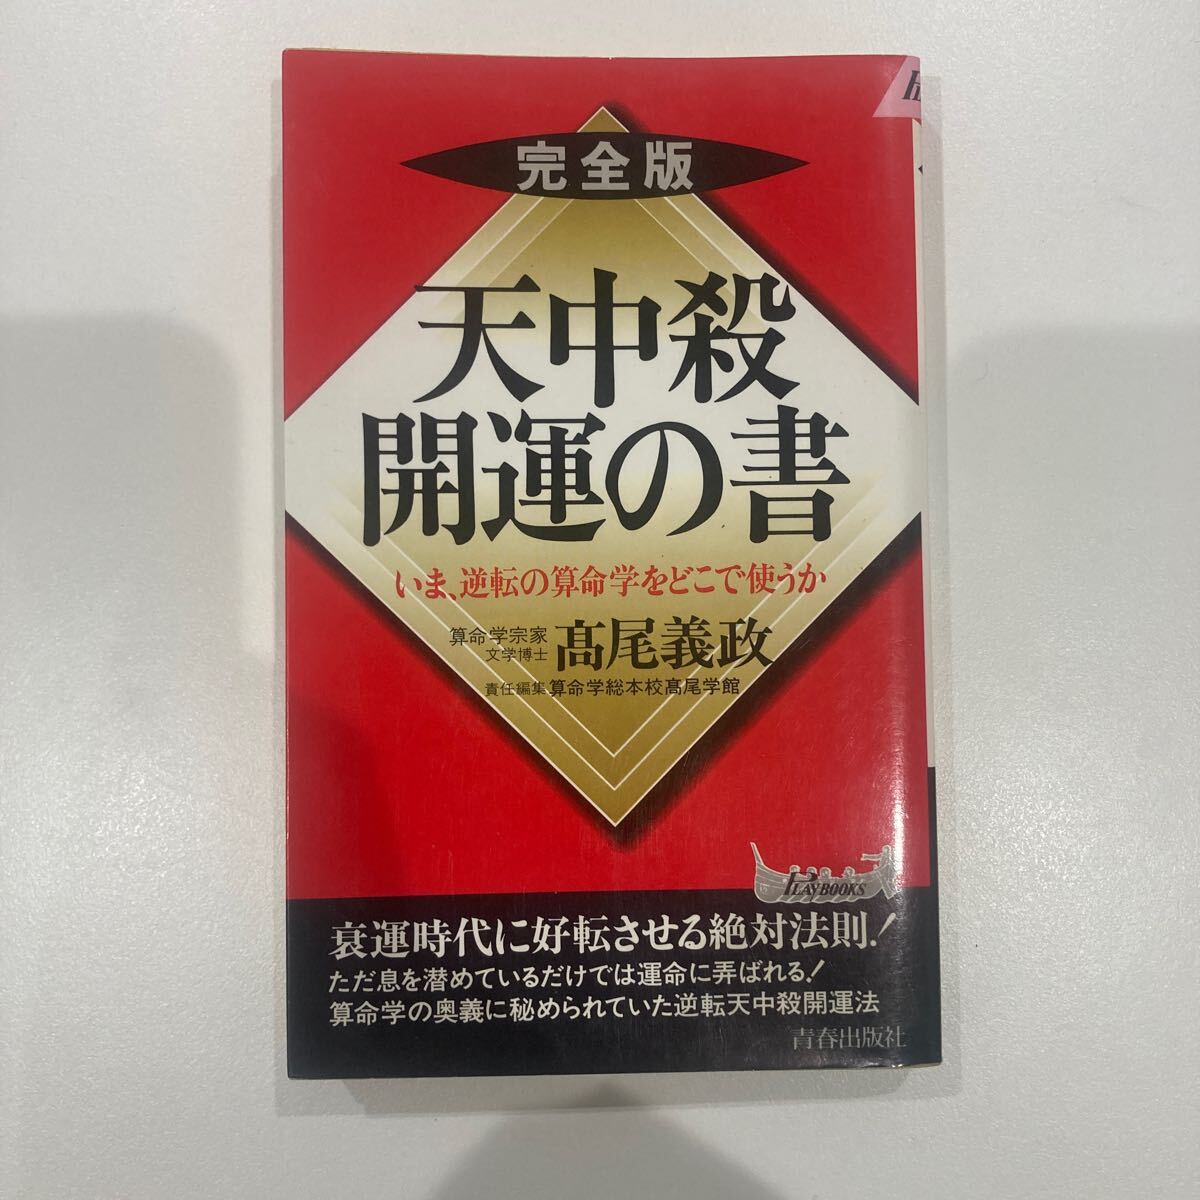 完全版
天中殺
開運の書
いま、逆転の算命学をどこで使うか
算命学宗家
文学博士
髙尾義政
責任編集 算命学総本校髙尾学館
PLAYBOOKS
衰運時代に好転させる絶対法則!
ただ息を潜めているだけでは運命に弄ばれる!
算命学の奥義に秘められていた逆転天中殺開運法
青春出版社